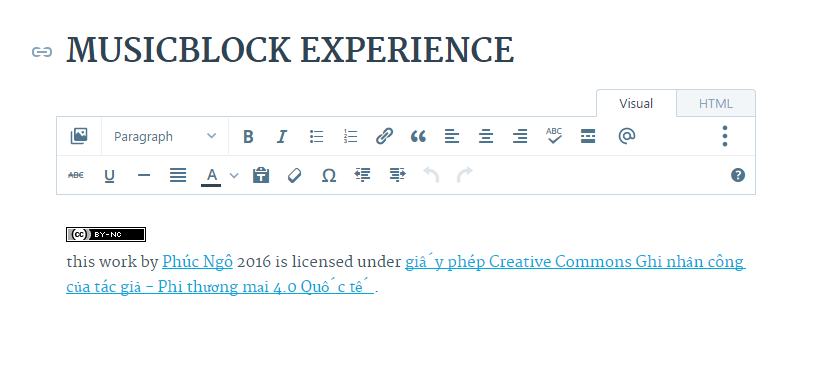 MUSICBLOCK EXPERIENCE
Visual HTML
Paragraph B I ABC
ABC U A T Ω ?
cc BY-NC
this work by Phúc Ngô 2016 is licensed under giấy phép Creative Commons Ghi nhận công
của tác giả – Phi thương mại 4.0 Quốc tế .